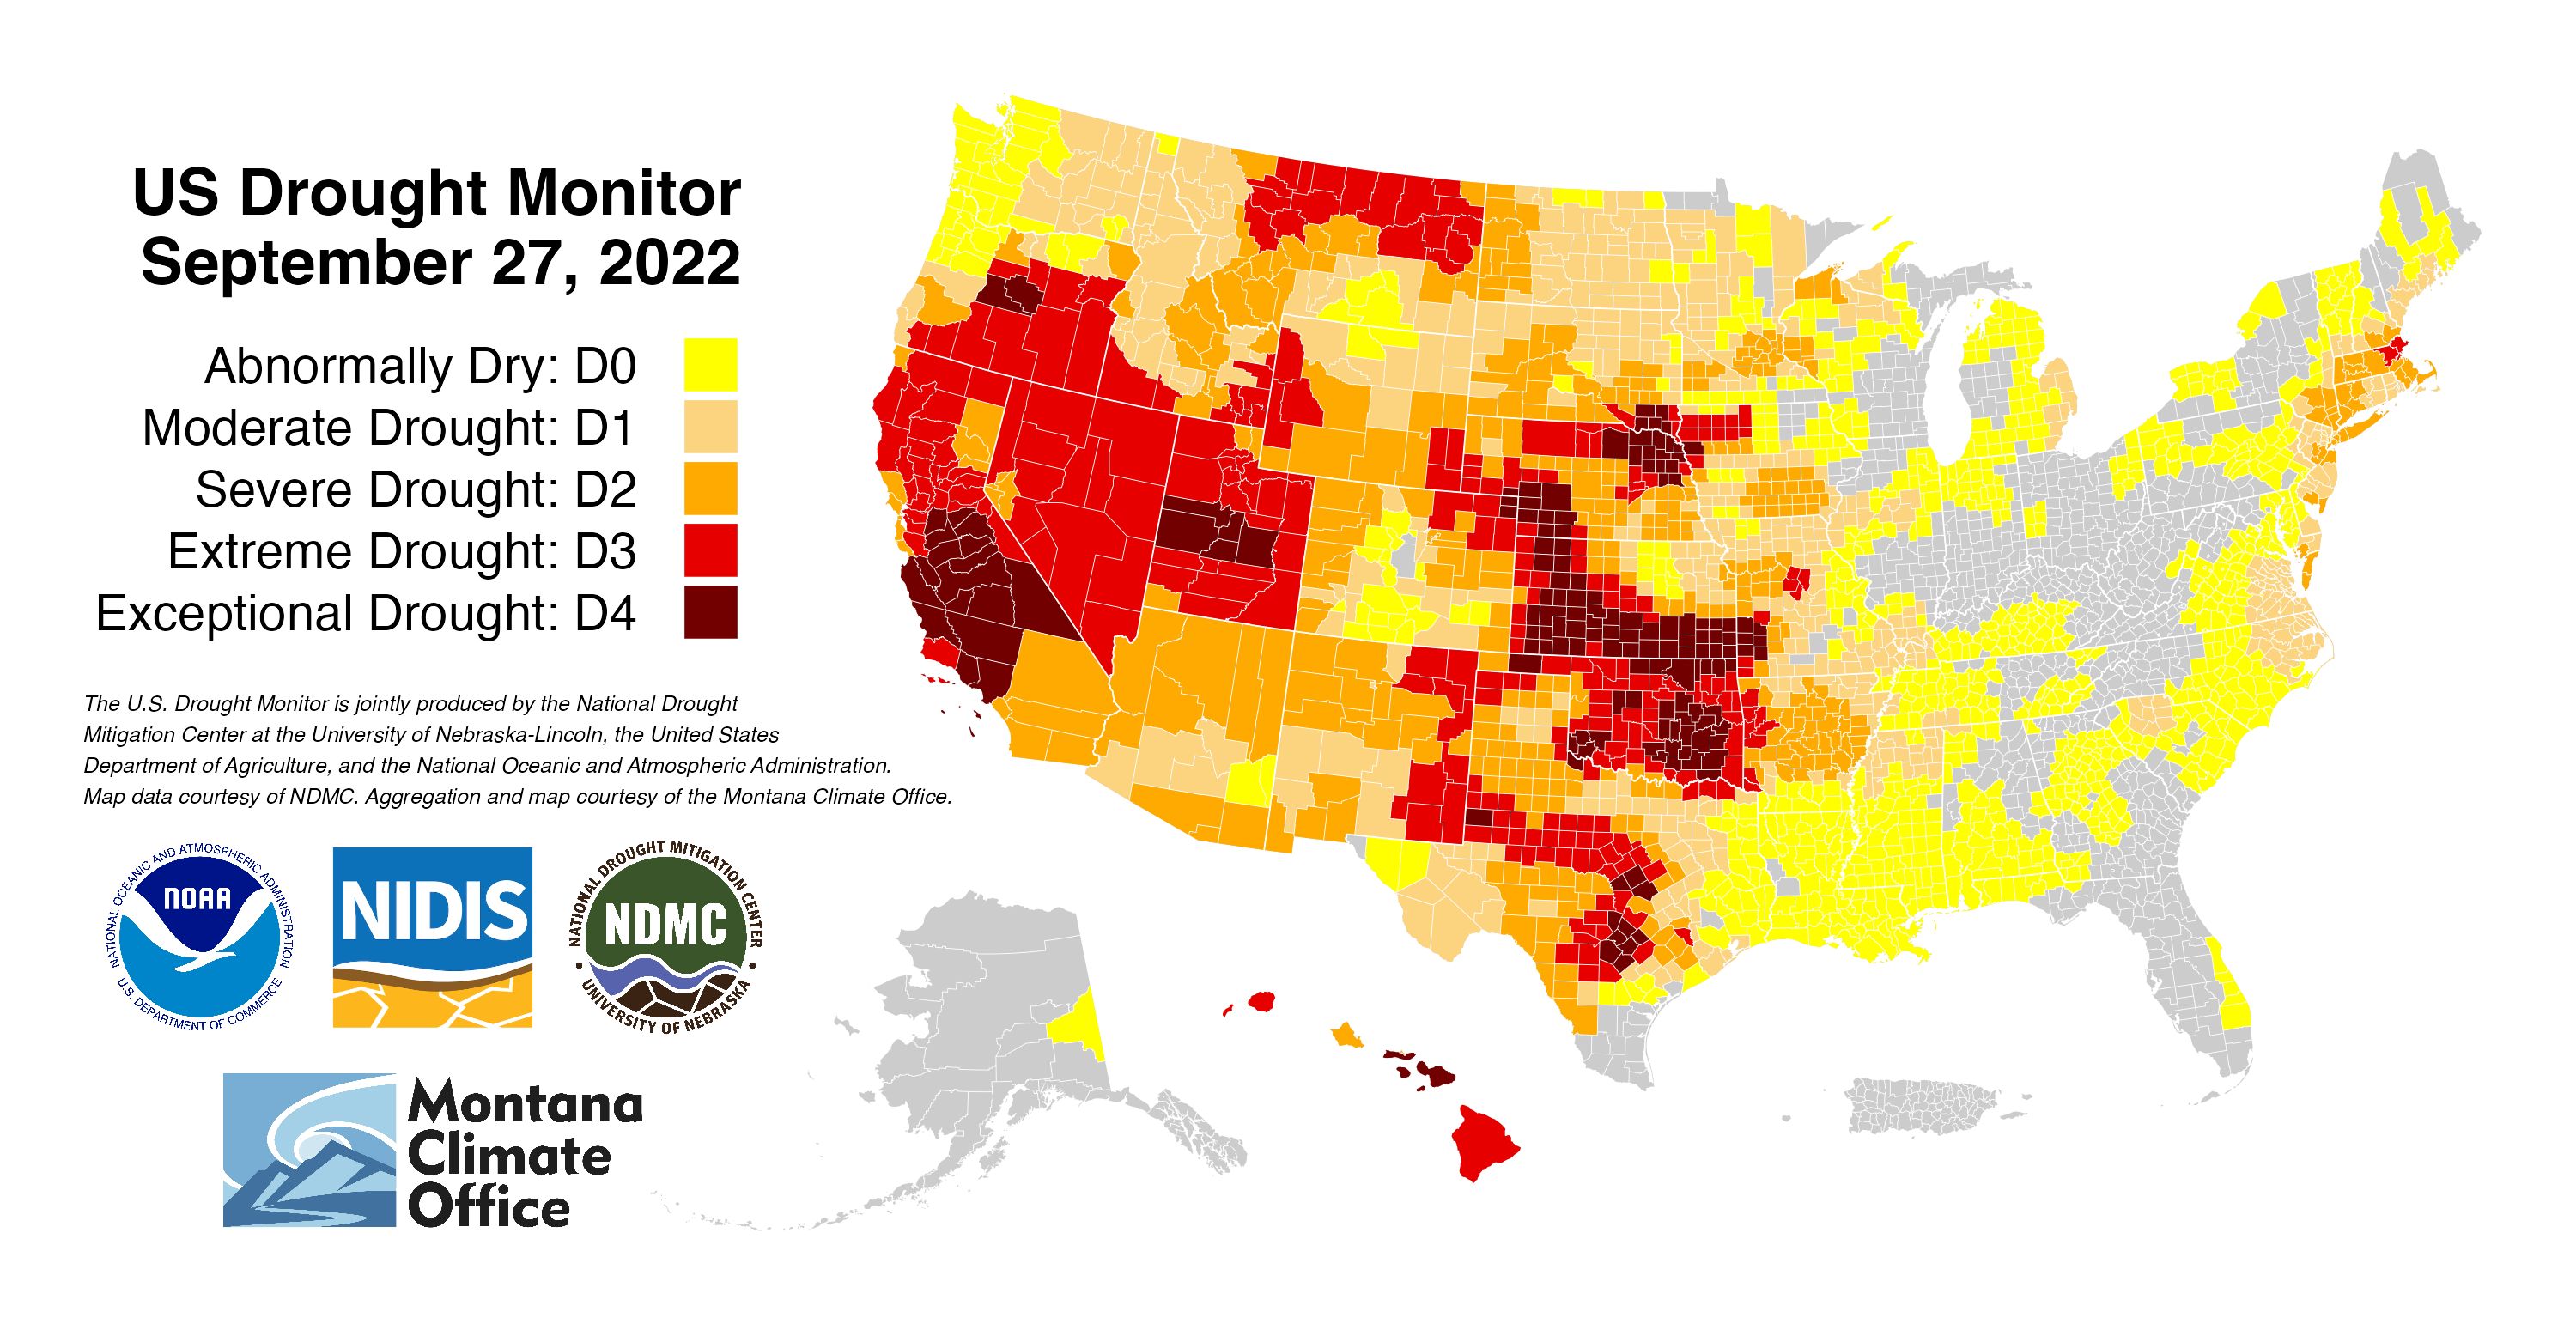 US Drought Monitor
September 27, 2022
Abnormally Dry: D0
Moderate Drought: D1
Severe Drought: D2
Extreme Drought: D3
Exceptional Drought: D4
The U.S. Drought Monitor is jointly produced by the National Drought
Mitigation Center at the University of Nebraska-Lincoln, the United States
Department of Agriculture, and the National Oceanic and Atmospheric Administration.
Map data courtesy of NDMC. Aggregation and map courtesy of the Montana Climate Office.
NATIONAL OCEANIC AND ATMOSPHERIC ADMINISTRATION
NOAA
U.S. DEPARTMENT OF COMMERCE
NIDIS
NATIONAL DROUGHT MITIGATION CENTER
NDMC
UNIVERSITY OF NEBRASKA
Montana
Climate
Office